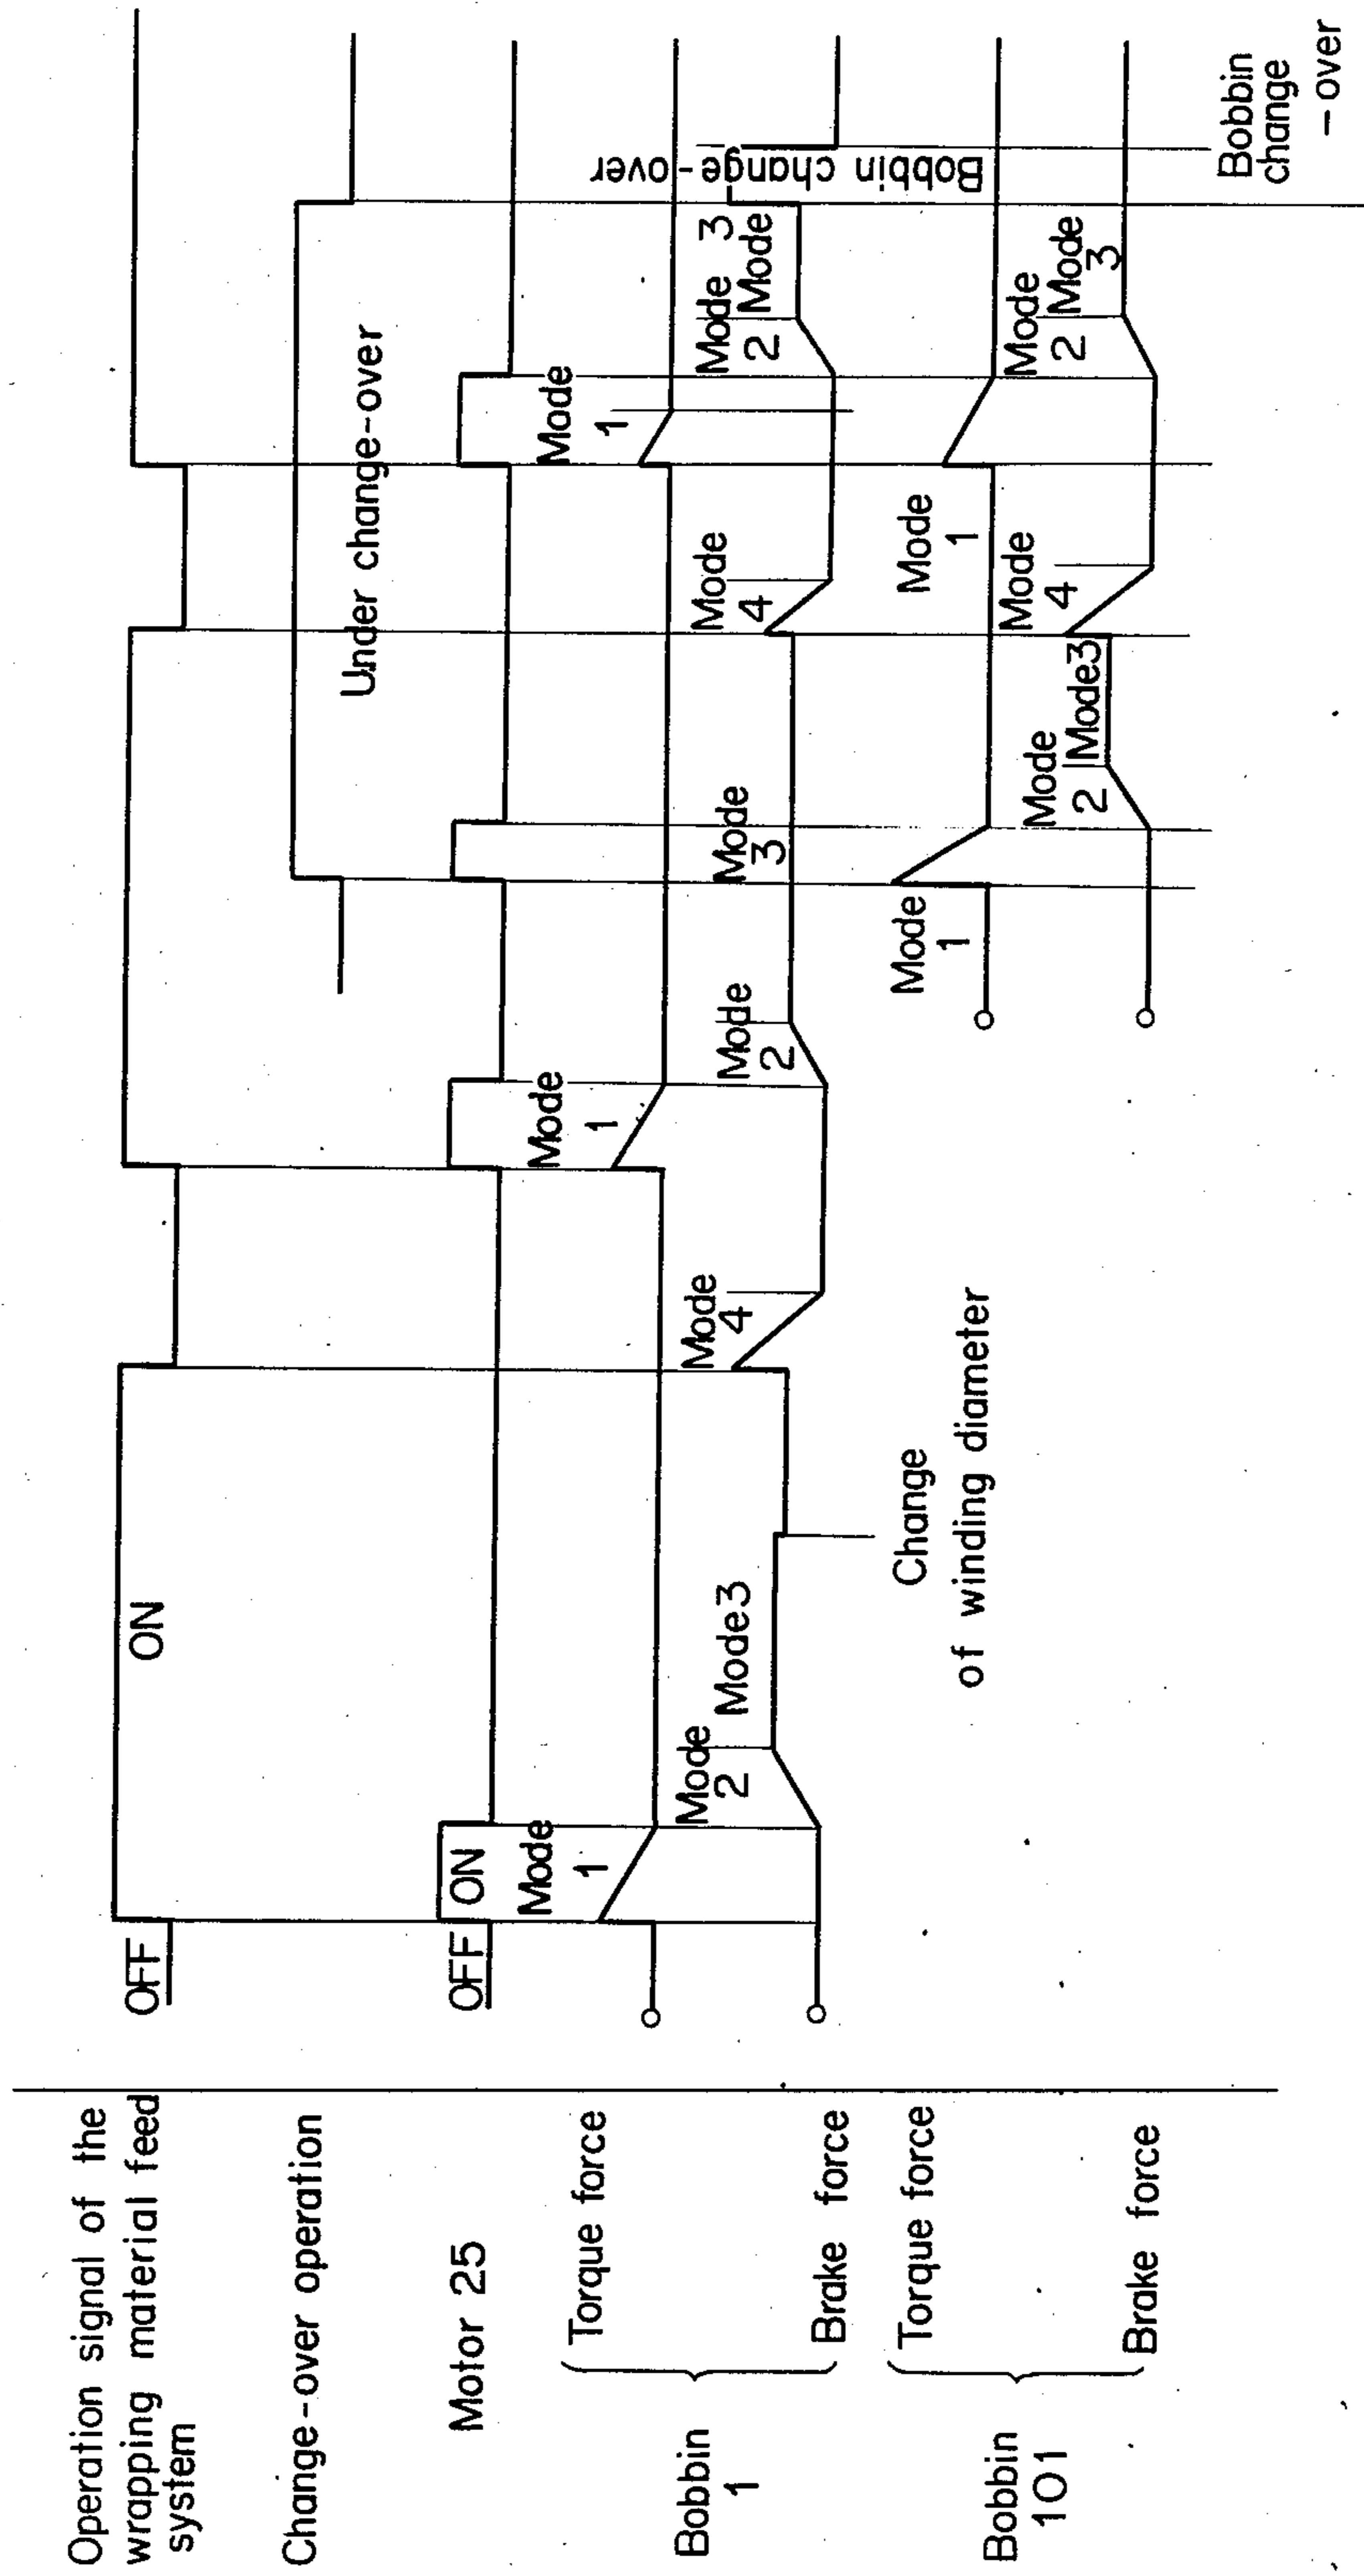 Operation signal of the
wrapping material feed
system
OFF
ON
Change-over operation
Under change-over
Motor 25
OFF
ON
Bobbin
1
Torque force
Mode
1
Mode
1
Mode
1
Brake force
Mode
2
Mode3
Change
of winding diameter
Mode
4
Mode
2
Mode
3
Mode
4
Mode
2
Mode
3
Bobbin change-over
Bobbin
101
Torque force
Mode
1
Mode
1
Brake force
Mode
2
Mode3
Mode
4
Mode
2
Mode
3
Bobbin
change
-over